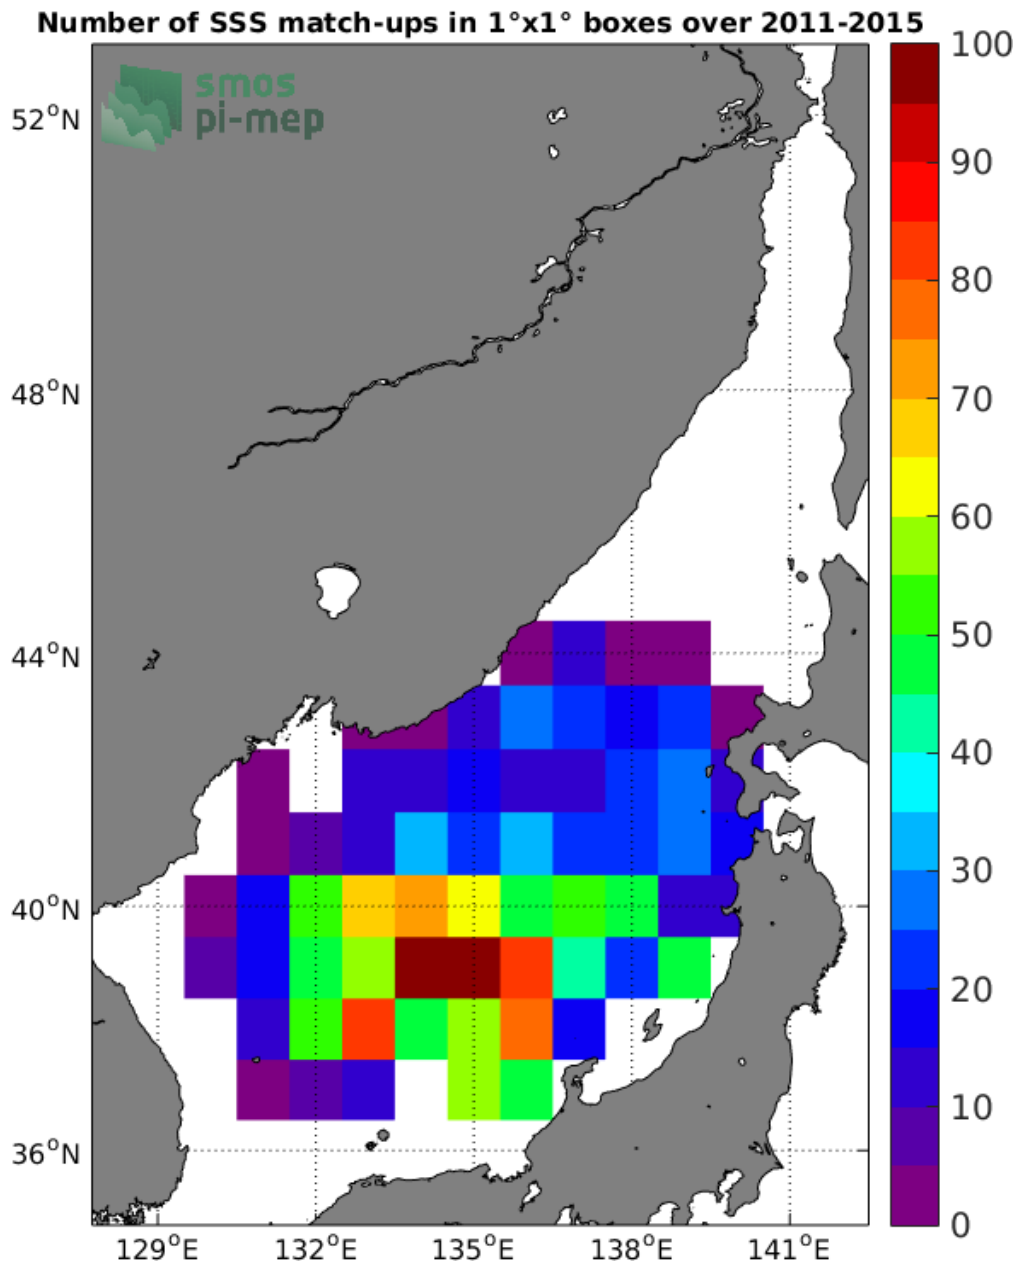 Number of SSS match-ups in 1°x1° boxes over 2011-2015
smos
pi-mep
52°N
48°N
44°N
40°N
36°N
129°E 132°E 135°E 138°E 141°E
100
90
80
70
60
50
40
30
20
10
0